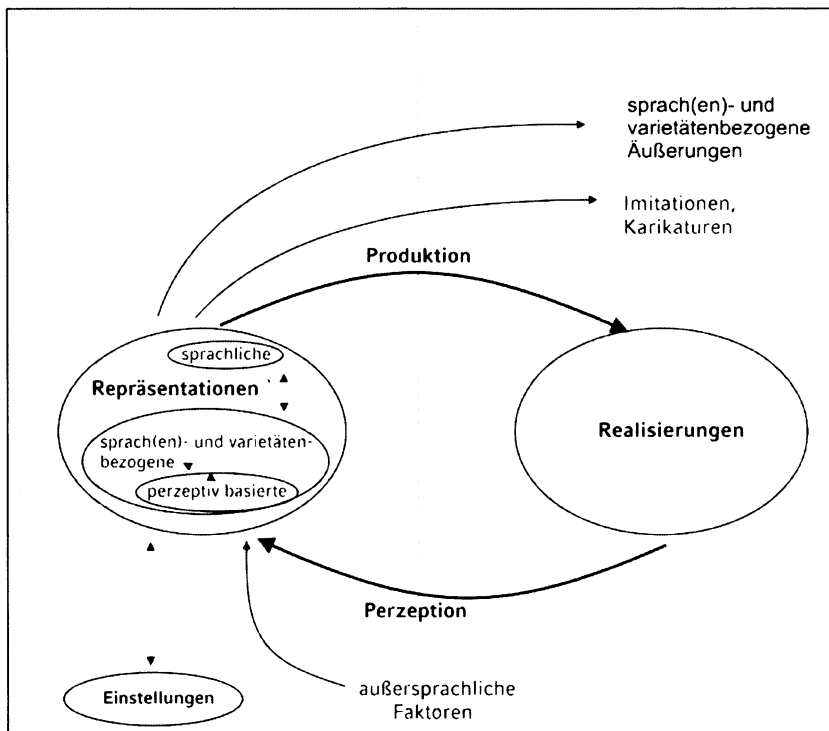 sprach(en)- und
varietätenbezogene
Äußerungen
Imitationen,
Karikaturen
Produktion
sprachliche
Repräsentationen
sprach(en)- und varietäten-
bezogene
perzeptiv basierte
Realisierungen
Perzeption
Einstellungen
außersprachliche
Faktoren